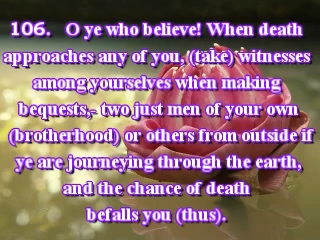 106. O ye who believe! When death
approaches any of you, (take) witnesses
among yourselves when making
bequests,- two just men of your own
(brotherhood) or others from outside if
ye are journeying through the earth,
and the chance of death
befalls you (thus).